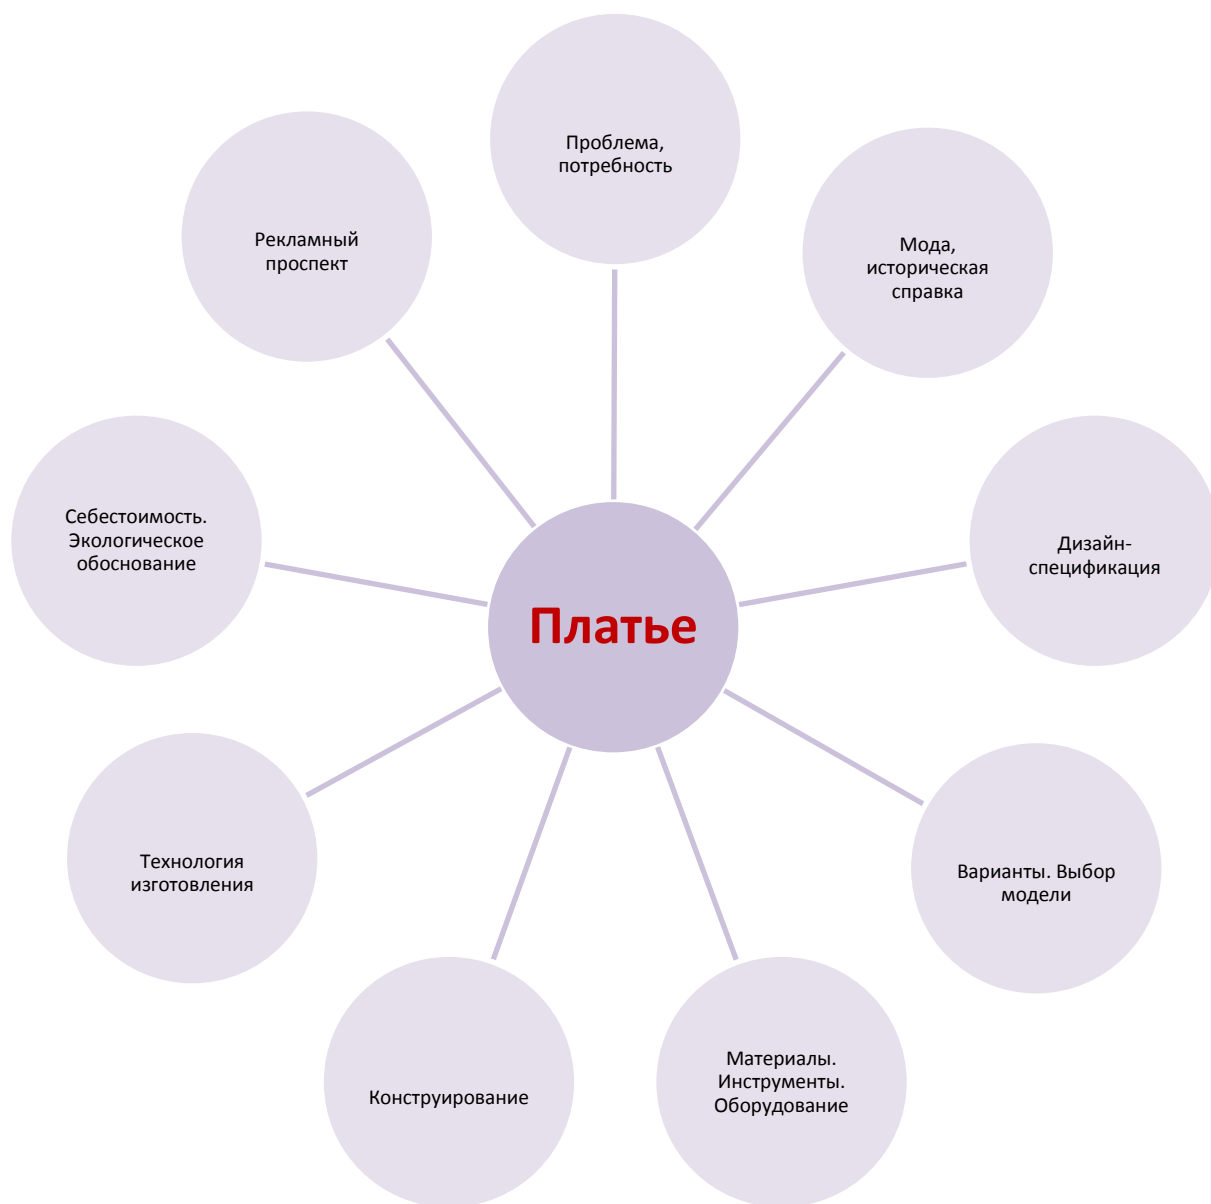 Проблема,
потребность
Мода,
историческая
справка
Дизайн-
спецификация
Варианты. Выбор
модели
Материалы.
Инструменты.
Оборудование
Конструирование
Технология
изготовления
Себестоимость.
Экологическое
обоснование
Рекламный
проспект
Платье